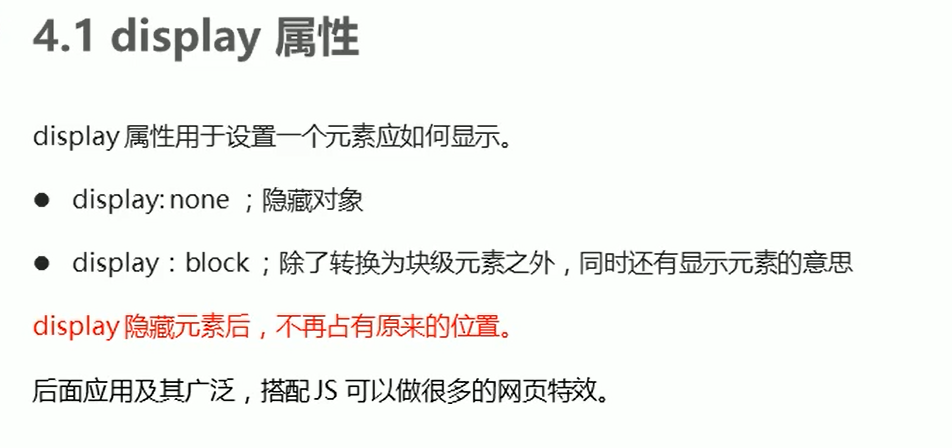 4.1 display 属性
display 属性用于设置一个元素应如何显示。
● display: none ；隐藏对象
● display：block ；除了转换为块级元素之外，同时还有显示元素的意思
display 隐藏元素后，不再占有原来的位置。
后面应用及其广泛，搭配 JS 可以做很多的网页特效。